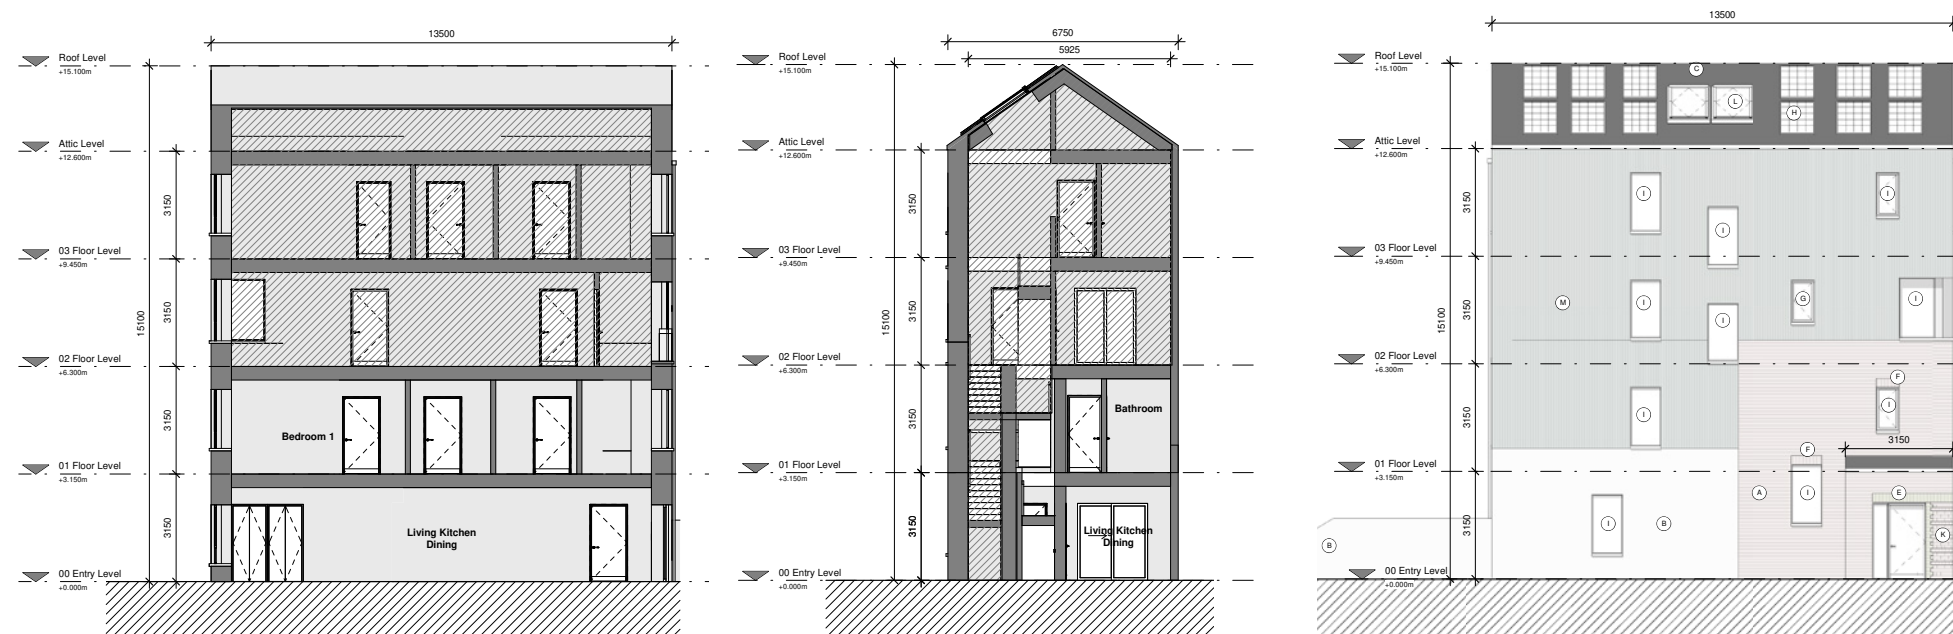 13500
Roof Level
+15.100m
Attic Level
+12.600m
3150
03 Floor Level
+9.450m
15100
3150
02 Floor Level
+6.300m
3150
Bedroom 1
01 Floor Level
+3.150m
3150
Living Kitchen
Dining
00 Entry Level
+0.000m
6750
5925
Roof Level
+15.100m
Attic Level
+12.600m
3150
03 Floor Level
+9.450m
15100
3150
02 Floor Level
+6.300m
3150
Bathroom
01 Floor Level
+3.150m
3150
Living Kitchen
Dining
00 Entry Level
+0.000m
13500
Roof Level
+15.100m
C
L
H
Attic Level
+12.600m
3150
I
I
I
03 Floor Level
+9.450m
15100
3150
M
I
I
G
I
02 Floor Level
+6.300m
3150
I
F
I
3150
F
01 Floor Level
+3.150m
3150
A
I
E
I
B
K
B
00 Entry Level
+0.000m